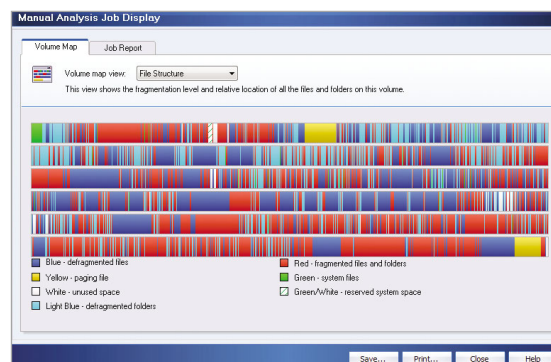 Manual Analysis Job Display
Volume Map Job Report
Volume map view: File Structure
This view shows the fragmentation level and relative location of all the files and folders on this volume.
Blue - defragmented files Red - fragmented files and folders
Yellow - paging file Green - system files
White - unused space Green/White - reserved system space
Light Blue - defragmented folders
Save... Print... Close Help